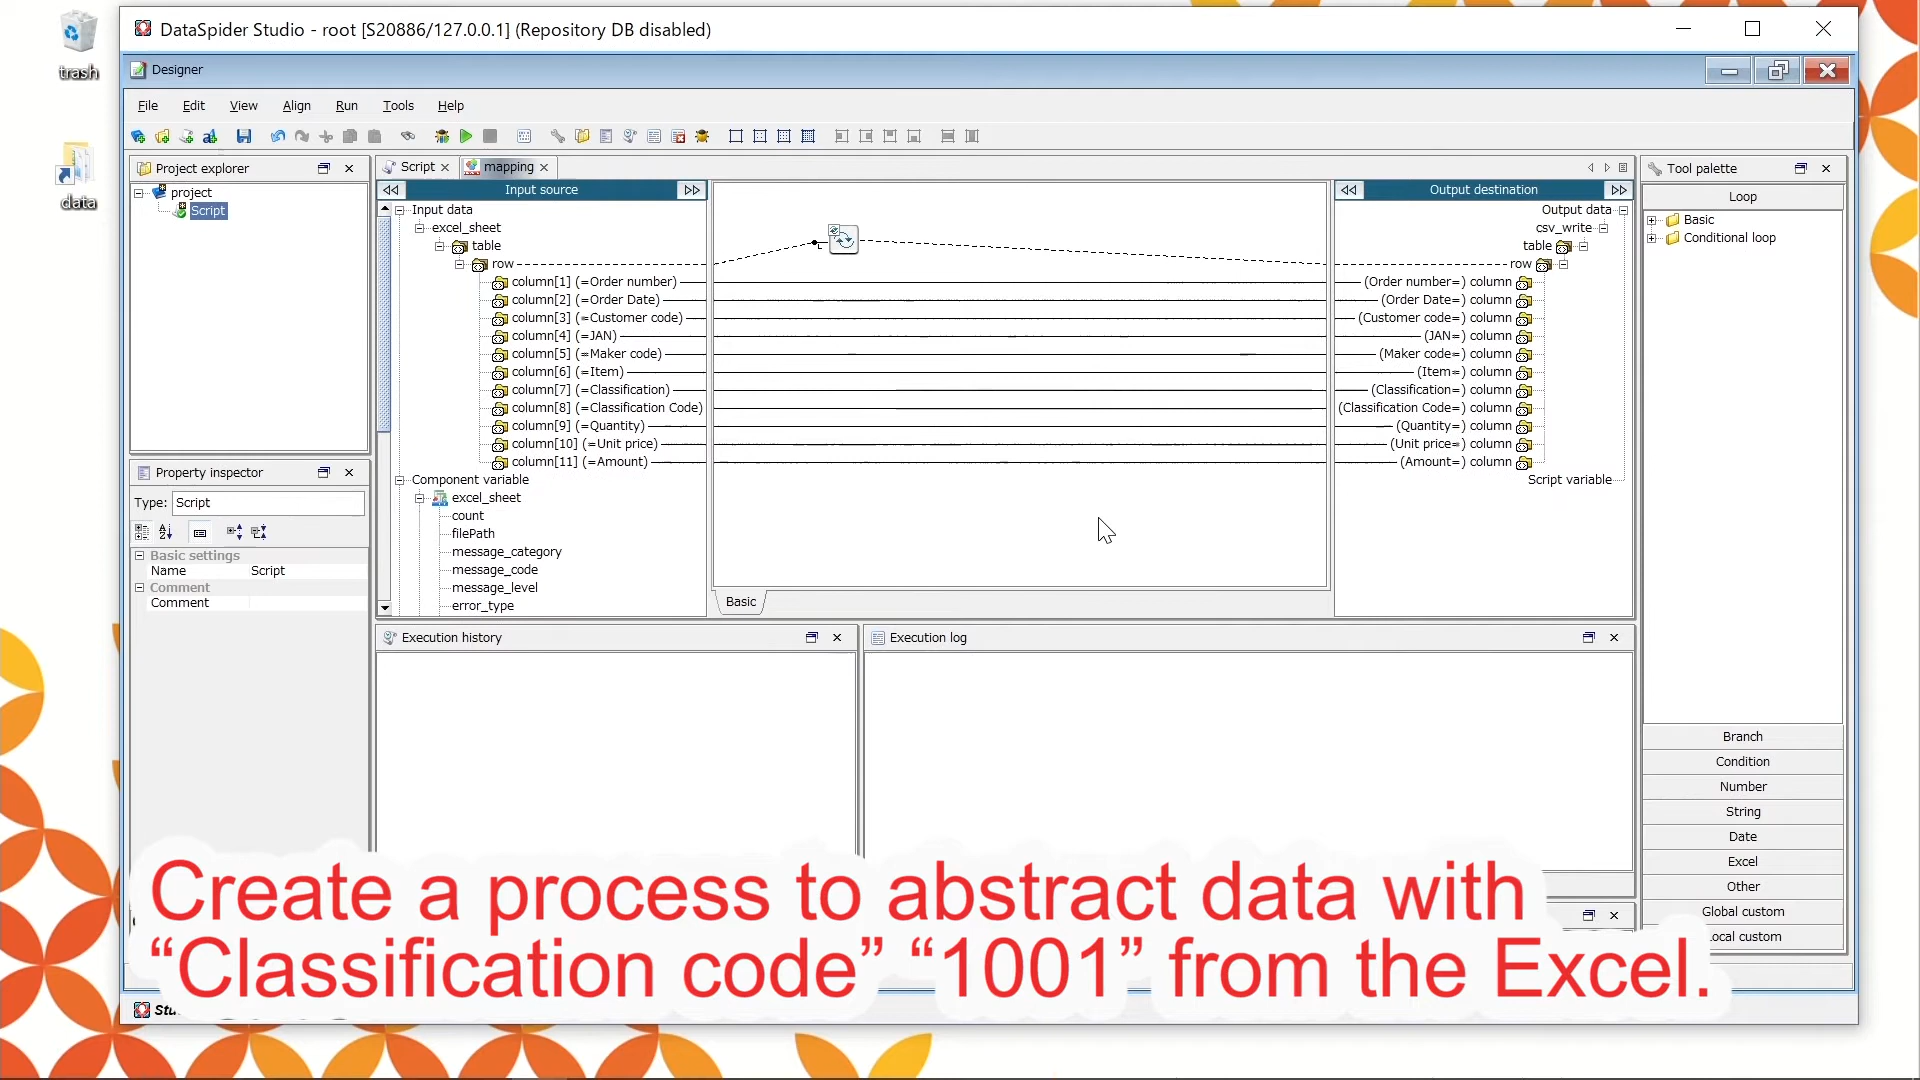 trash
data
DataSpider Studio - root [S20886/127.0.0.1] (Repository DB disabled)
Designer
File Edit View Align Run Tools Help
Project explorer
project
Script
Property inspector
Type: Script
Basic settings
Name Script
Comment
Comment
Script
mapping
Input source
Output destination
Input data
excel_sheet
table
row
column[1] (=Order number)
column[2] (=Order Date)
column[3] (=Customer code)
column[4] (=JAN)
column[5] (=Maker code)
column[6] (=Item)
column[7] (=Classification)
column[8] (=Classification Code)
column[9] (=Quantity)
column[10] (=Unit price)
column[11] (=Amount)
Component variable
excel_sheet
count
filePath
message_category
message_code
message_level
error_type
Basic
Output data
csv_write
table
row
(Order number=) column
(Order Date=) column
(Customer code=) column
(JAN=) column
(Maker code=) column
(Item=) column
(Classification=) column
(Classification Code=) column
(Quantity=) column
(Unit price=) column
(Amount=) column
Script variable
Execution history
Execution log
Tool palette
Loop
Basic
Conditional loop
Branch
Condition
Number
String
Date
Excel
Other
Global custom
Create a process to abstract data with
“Classification code” “1001” from the Excel.